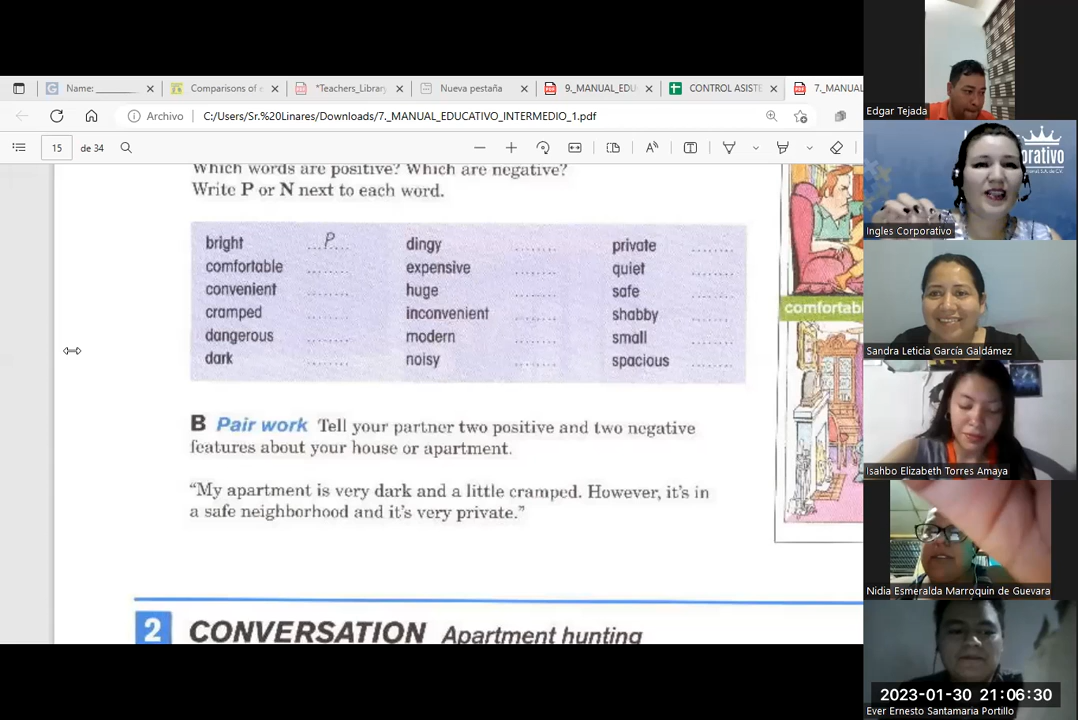 Name: ________
Comparisons of e
*Teachers_Library
Nueva pestaña
9._MANUAL_EDU
CONTROL ASISTE
7._MANUAL
Archivo
C:/Users/Sr.%20Linares/Downloads/7._MANUAL_EDUCATIVO_INTERMEDIO_1.pdf
15 de 34
Which words are positive? Which are negative?
Write P or N next to each word.
bright ...P... dingy ........ private ........
comfortable ........ expensive ........ quiet ........
convenient ........ huge ........ safe ........
cramped ........ inconvenient ........ shabby ........
dangerous ........ modern ........ small ........
dark ........ noisy ........ spacious ........
comfortabl
B Pair work Tell your partner two positive and two negative
features about your house or apartment.
"My apartment is very dark and a little cramped. However, it's in
a safe neighborhood and it's very private."
2 CONVERSATION Apartment hunting
Edgar Tejada
orporativo
Ingles Corporativo
Sandra Leticia García Galdámez
Isahbo Elizabeth Torres Amaya
Nidia Esmeralda Marroquin de Guevara
2023-01-30 21:06:30
Ever Ernesto Santamaria Portillo